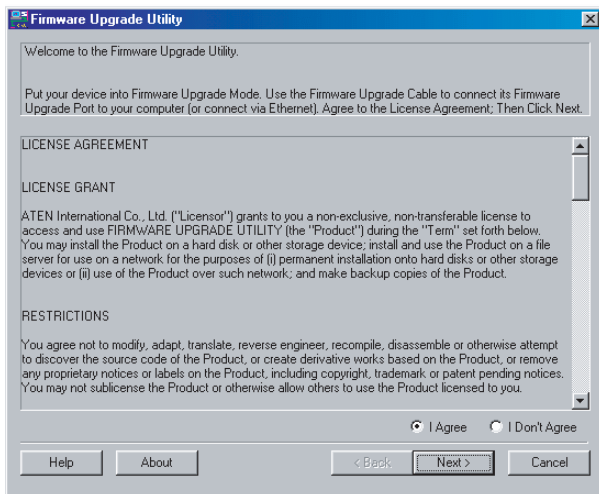 Firmware Upgrade Utility
Welcome to the Firmware Upgrade Utility.
Put your device into Firmware Upgrade Mode. Use the Firmware Upgrade Cable to connect its Firmware
Upgrade Port to your computer (or connect via Ethernet). Agree to the License Agreement; Then Click Next.
LICENSE AGREEMENT
LICENSE GRANT
ATEN International Co., Ltd. ("Licensor") grants to you a non-exclusive, non-transferable license to
access and use FIRMWARE UPGRADE UTILITY (the "Product") during the "Term" set forth below.
You may install the Product on a hard disk or other storage device; install and use the Product on a file
server for use on a network for the purposes of (i) permanent installation onto hard disks or other storage
devices or (ii) use of the Product over such network; and make backup copies of the Product.
RESTRICTIONS
You agree not to modify, adapt, translate, reverse engineer, recompile, disassemble or otherwise attempt
to discover the source code of the Product, or create derivative works based on the Product, or remove
any proprietary notices or labels on the Product, including copyright, trademark or patent pending notices.
You may not sublicense the Product or otherwise allow others to use the Product licensed to you.
I Agree I Don't Agree
Help About < Back Next > Cancel